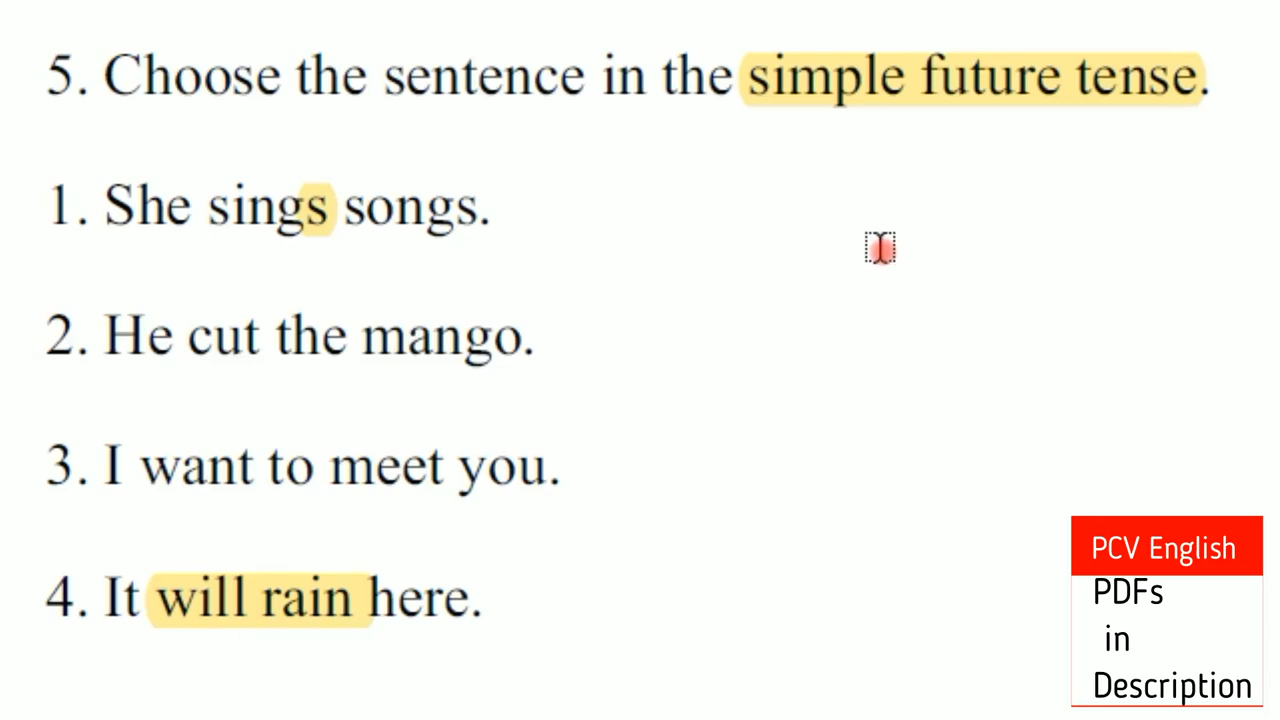 5. Choose the sentence in the simple future tense.
1. She sings songs.
2. He cut the mango.
3. I want to meet you.
4. It will rain here.
PCV English
PDFs
in
Description